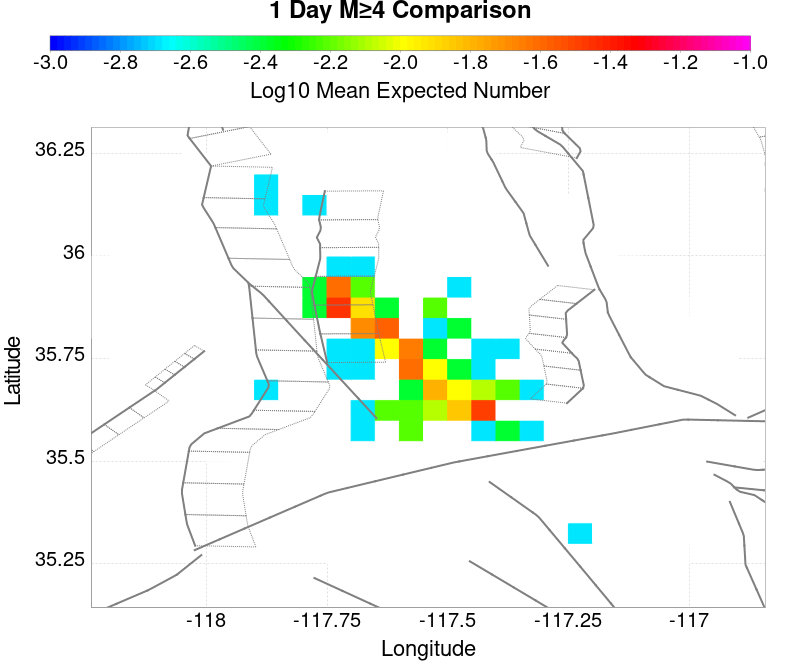 1 Day M≥4 Comparison
-3.0 -2.8 -2.6 -2.4 -2.2 -2.0 -1.8 -1.6 -1.4 -1.2 -1.0
Log10 Mean Expected Number
36.25
36
35.75
35.5
35.25
Latitude
-118 -117.75 -117.5 -117.25 -117
Longitude